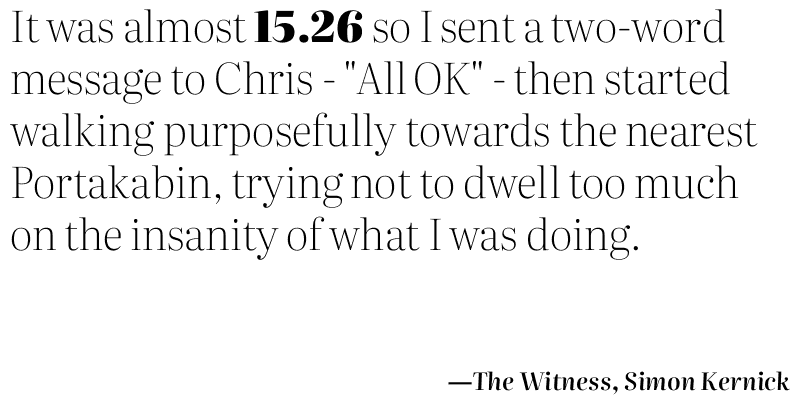 It was almost 15.26 so I sent a two-word
message to Chris - "All OK" - then started
walking purposefully towards the nearest
Portakabin, trying not to dwell too much
on the insanity of what I was doing.
—The Witness, Simon Kernick